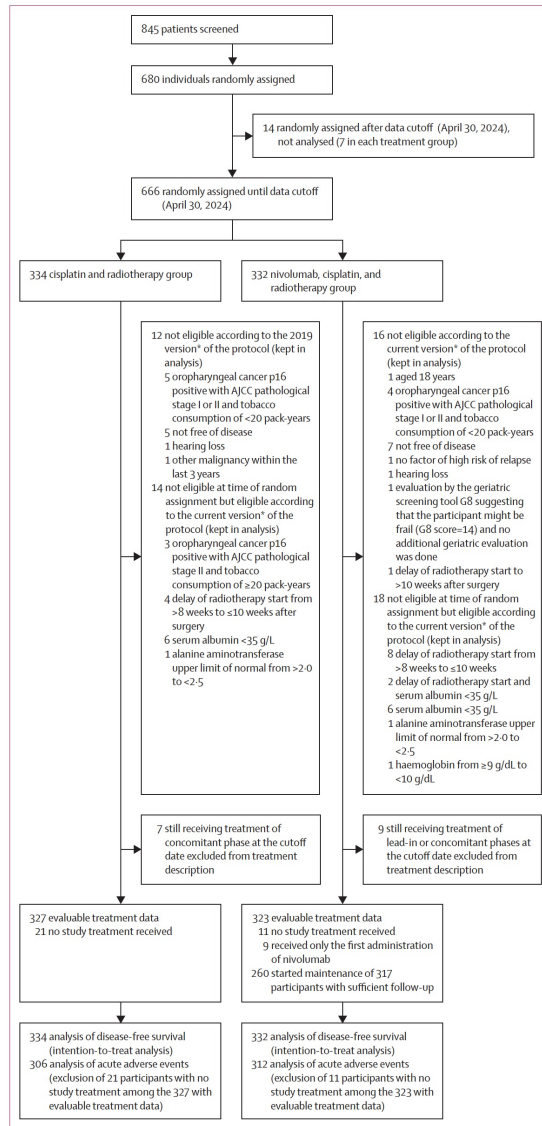 845 patients screened
680 individuals randomly assigned
14 randomly assigned after data cutoff (April 30, 2024),
not analysed (7 in each treatment group)
666 randomly assigned until data cutoff
(April 30, 2024)
334 cisplatin and radiotherapy group
332 nivolumab, cisplatin, and
radiotherapy group
12 not eligible according to the 2019
version* of the protocol (kept in
analysis)
5 oropharyngeal cancer p16
positive with AJCC pathological
stage I or II and tobacco
consumption of <20 pack-years
5 not free of disease
1 hearing loss
1 other malignancy within the
last 3 years
14 not eligible at time of random
assignment but eligible according
to the current version* of the
protocol (kept in analysis)
3 oropharyngeal cancer p16
positive with AJCC pathological
stage II and tobacco
consumption of ≥20 pack-years
4 delay of radiotherapy start from
>8 weeks to ≤10 weeks after
surgery
6 serum albumin <35 g/L
1 alanine aminotransferase
upper limit of normal from >2·0
to <2·5
16 not eligible according to the
current version* of the protocol
(kept in analysis)
1 aged 18 years
4 oropharyngeal cancer p16
positive with AJCC pathological
stage I or II and tobacco
consumption of <20 pack-years
7 not free of disease
1 no factor of high risk of relapse
1 hearing loss
1 evaluation by the geriatric
screening tool G8 suggesting
that the participant might be
frail (G8 score=14) and no
additional geriatric evaluation
was done
1 delay of radiotherapy start to
>10 weeks after surgery
18 not eligible at time of random
assignment but eligible according
to the current version* of the
protocol (kept in analysis)
8 delay of radiotherapy start from
>8 weeks to ≤10 weeks
2 delay of radiotherapy start and
serum albumin <35 g/L
6 serum albumin <35 g/L
1 alanine aminotransferase upper
limit of normal from >2·0 to
<2·5
1 haemoglobin from ≥9 g/dL to
<10 g/dL
7 still receiving treatment of
concomitant phase at the cutoff
date excluded from treatment
description
9 still receiving treatment of
lead-in or concomitant phases at
the cutoff date excluded from
treatment description
327 evaluable treatment data
21 no study treatment received
323 evaluable treatment data
11 no study treatment received
9 received only the first administration
of nivolumab
260 started maintenance of 317
participants with sufficient follow-up
334 analysis of disease-free survival
(intention-to-treat analysis)
306 analysis of acute adverse events
(exclusion of 21 participants with no
study treatment among the 327 with
evaluable treatment data)
332 analysis of disease-free survival
(intention-to-treat analysis)
312 analysis of acute adverse events
(exclusion of 11 participants with no
study treatment among the 323 with
evaluable treatment data)